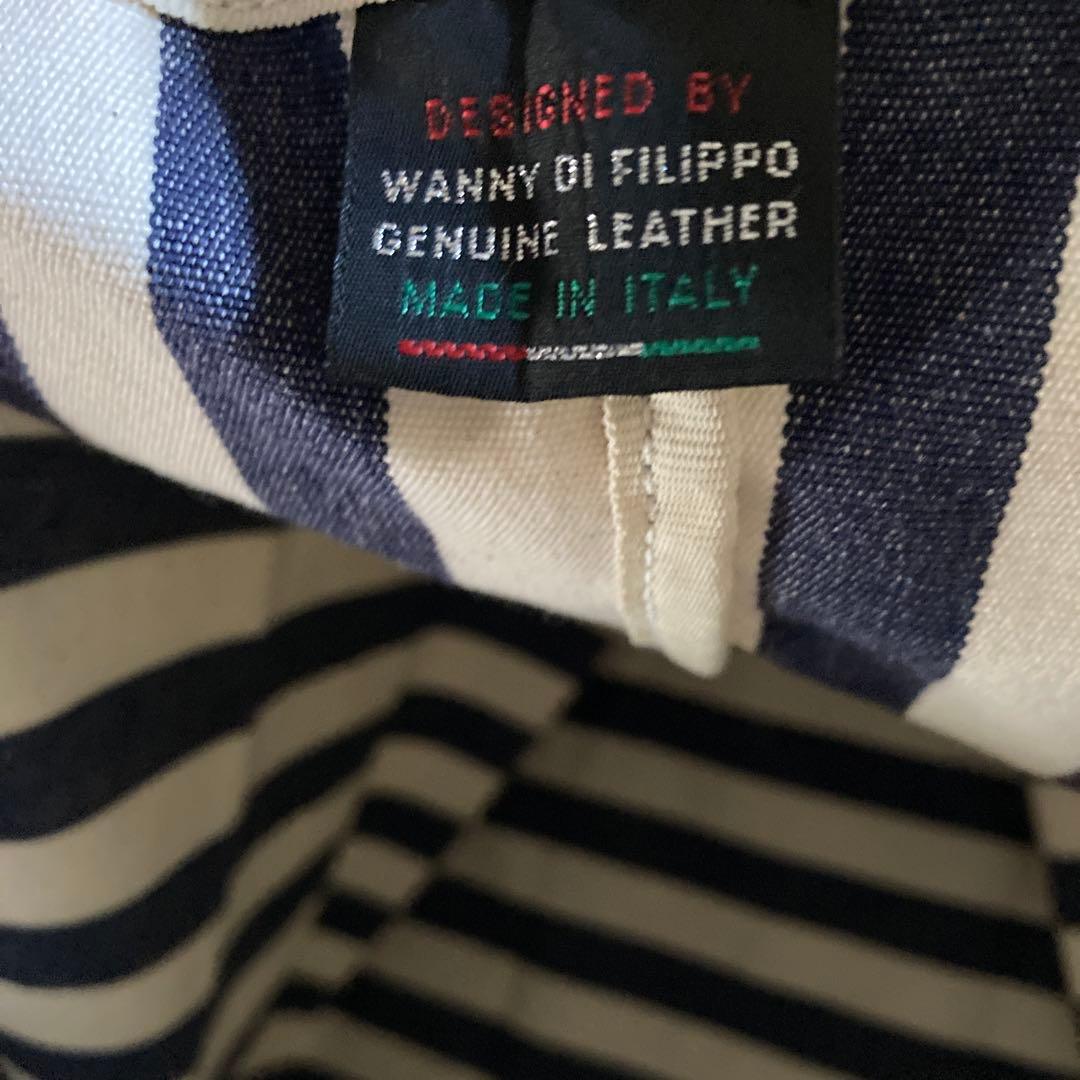 DESIGNED BY
WANNY DI FILIPPO
GENUINE LEATHER
MADE IN ITALY